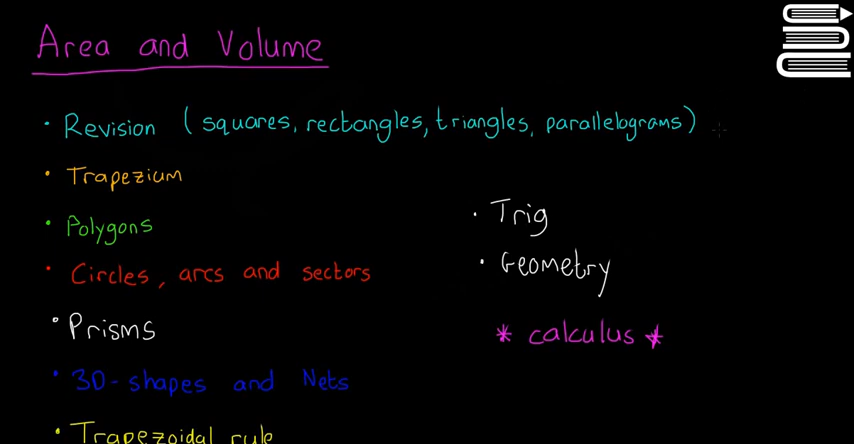 Area and Volume
• Revision (squares, rectangles, triangles, parallelograms)
• Trapezium
• Polygons
• Circles, arcs and sectors
• Prisms
• 3D-shapes and Nets
• Trapezoidal rule
• Trig
• Geometry
* calculus *